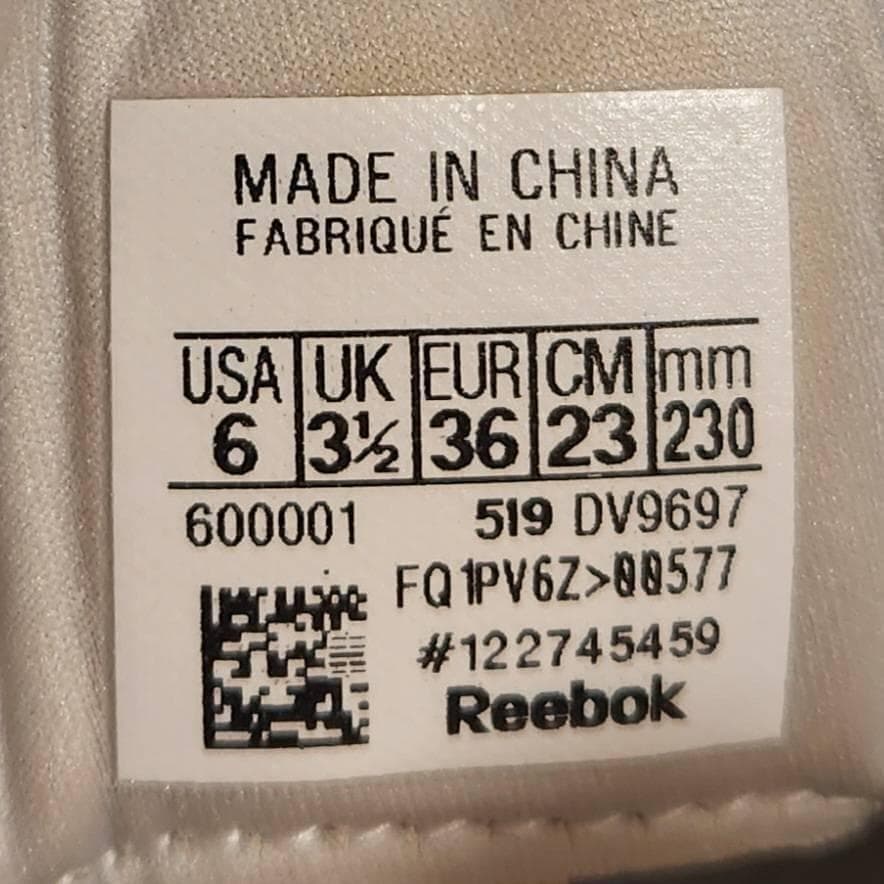 MADE IN CHINA
FABRIQUÉ EN CHINE
USA UK EUR CM mm
6 3½ 36 23 230
600001 519 DV9697
FQ1PV6Z>00577
#122745459
Reebok